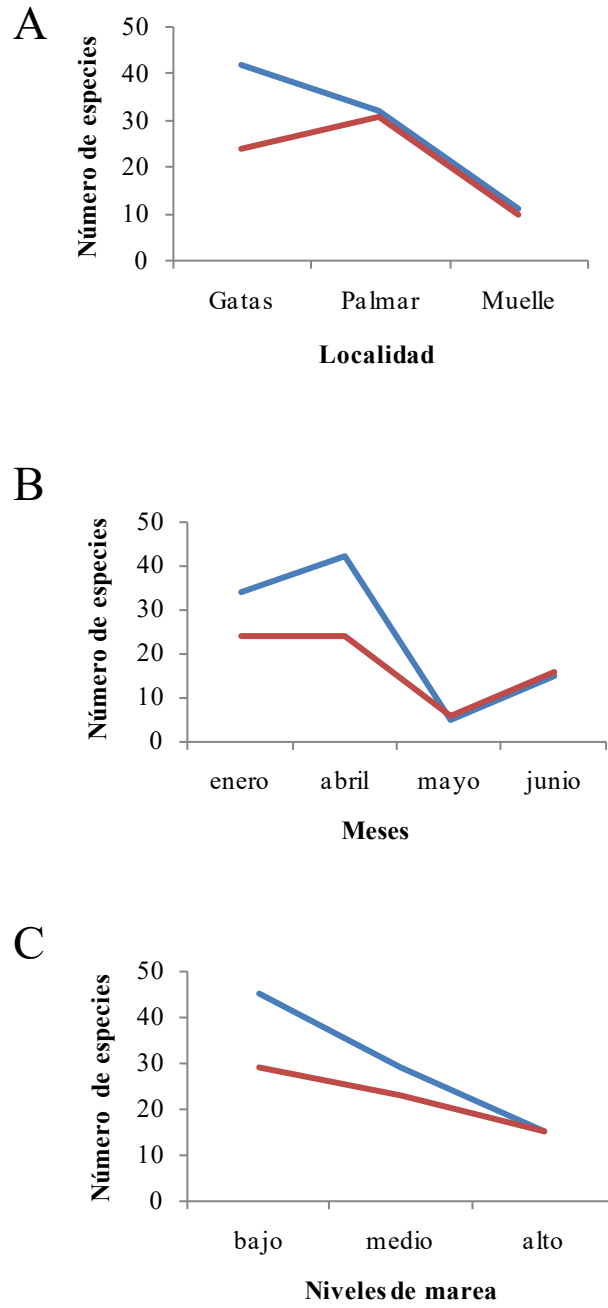 A
Número de especies
50
40
30
20
10
0
Gatas Palmar Muelle
Localidad
B
Número de especies
50
40
30
20
10
0
enero abril mayo junio
Meses
C
Número de especies
50
40
30
20
10
0
bajo medio alto
Niveles de marea